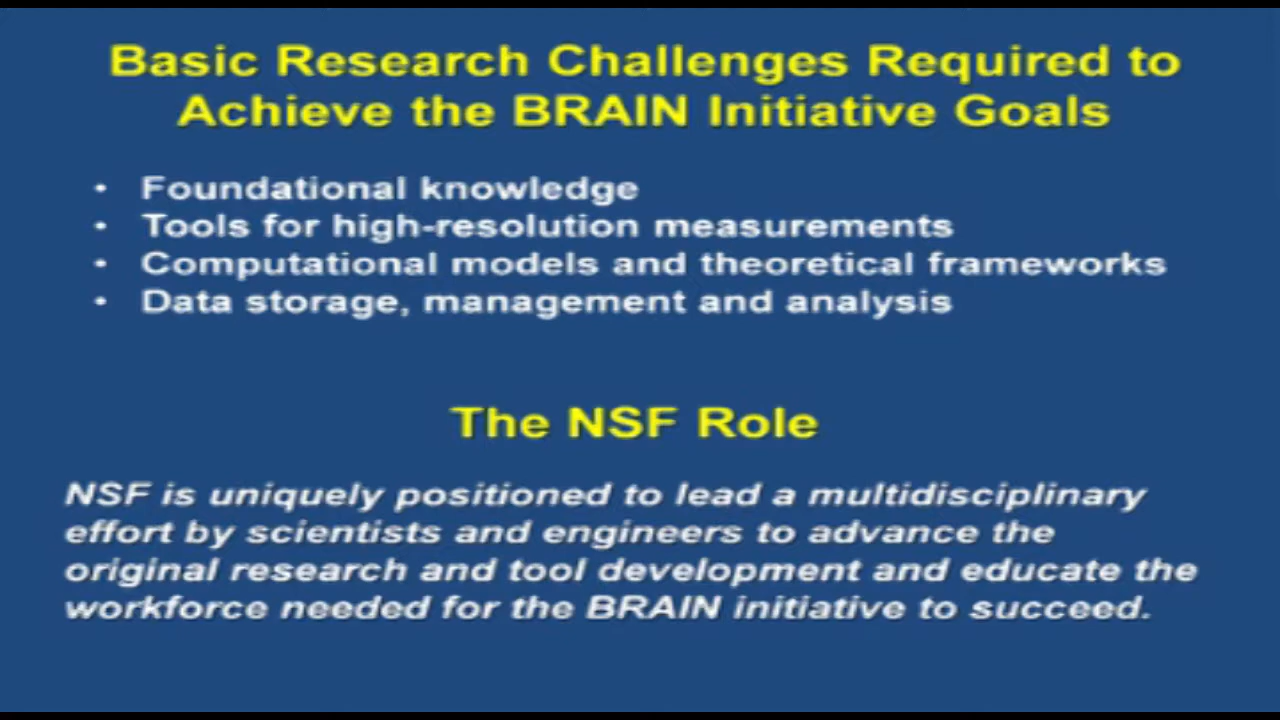 Basic Research Challenges Required to
Achieve the BRAIN Initiative Goals
• Foundational knowledge
• Tools for high-resolution measurements
• Computational models and theoretical frameworks
• Data storage, management and analysis
The NSF Role
NSF is uniquely positioned to lead a multidisciplinary
effort by scientists and engineers to advance the
original research and tool development and educate the
workforce needed for the BRAIN initiative to succeed.